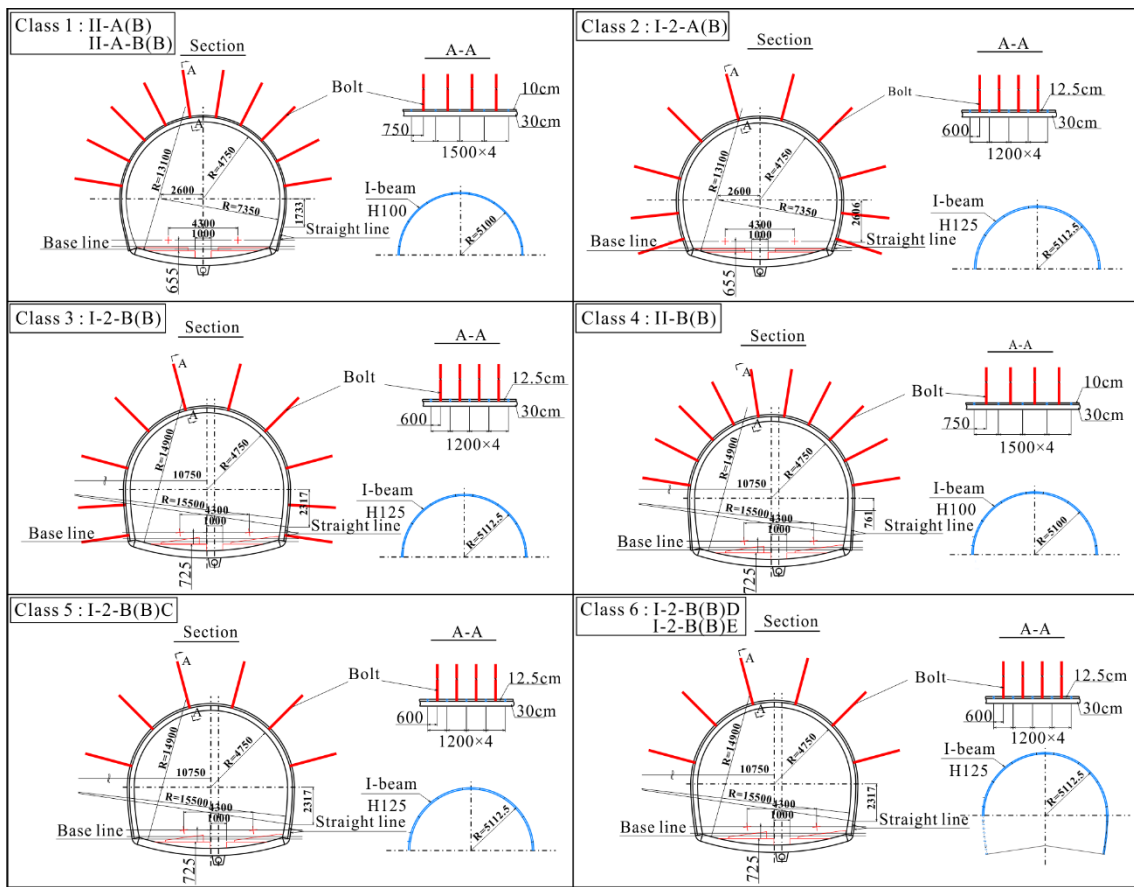 Class 1 : II-A(B)
II-A-B(B)
Section
A-A
A
A
Bolt
10cm
30cm
750
1500×4
R=13100
R=4750
2600
R=7350
1733
4300
1000
Base line
Straight line
655
I-beam
H100
R=5100
Class 2 : I-2-A(B)
Section
A-A
A
A
Bolt
12.5cm
30cm
600
1200×4
R=13100
R=4750
2600
R=7350
2606
4300
1000
Base line
Straight line
655
I-beam
H125
R=5112.5
Class 3 : I-2-B(B)
Section
A-A
A
A
Bolt
12.5cm
30cm
600
1200×4
R=14900
R=4750
10750
R=15500
4300
1000
2317
Base line
Straight line
725
I-beam
H125
R=5112.5
Class 4 : II-B(B)
Section
A-A
A
A
Bolt
10cm
30cm
750
1500×4
R=14900
R=4750
10750
R=15500
4300
1000
761
Base line
Straight line
725
I-beam
H100
R=5100
Class 5 : I-2-B(B)C
Section
A-A
A
A
Bolt
12.5cm
30cm
600
1200×4
R=14900
R=4750
10750
R=15500
4300
1000
2317
Base line
Straight line
725
I-beam
H125
R=5112.5
Class 6 : I-2-B(B)D
I-2-B(B)E
Section
A-A
A
A
Bolt
12.5cm
30cm
600
1200×4
R=14900
R=4750
10750
R=15500
4300
1000
2317
Base line
Straight line
725
I-beam
H125
R=5112.5